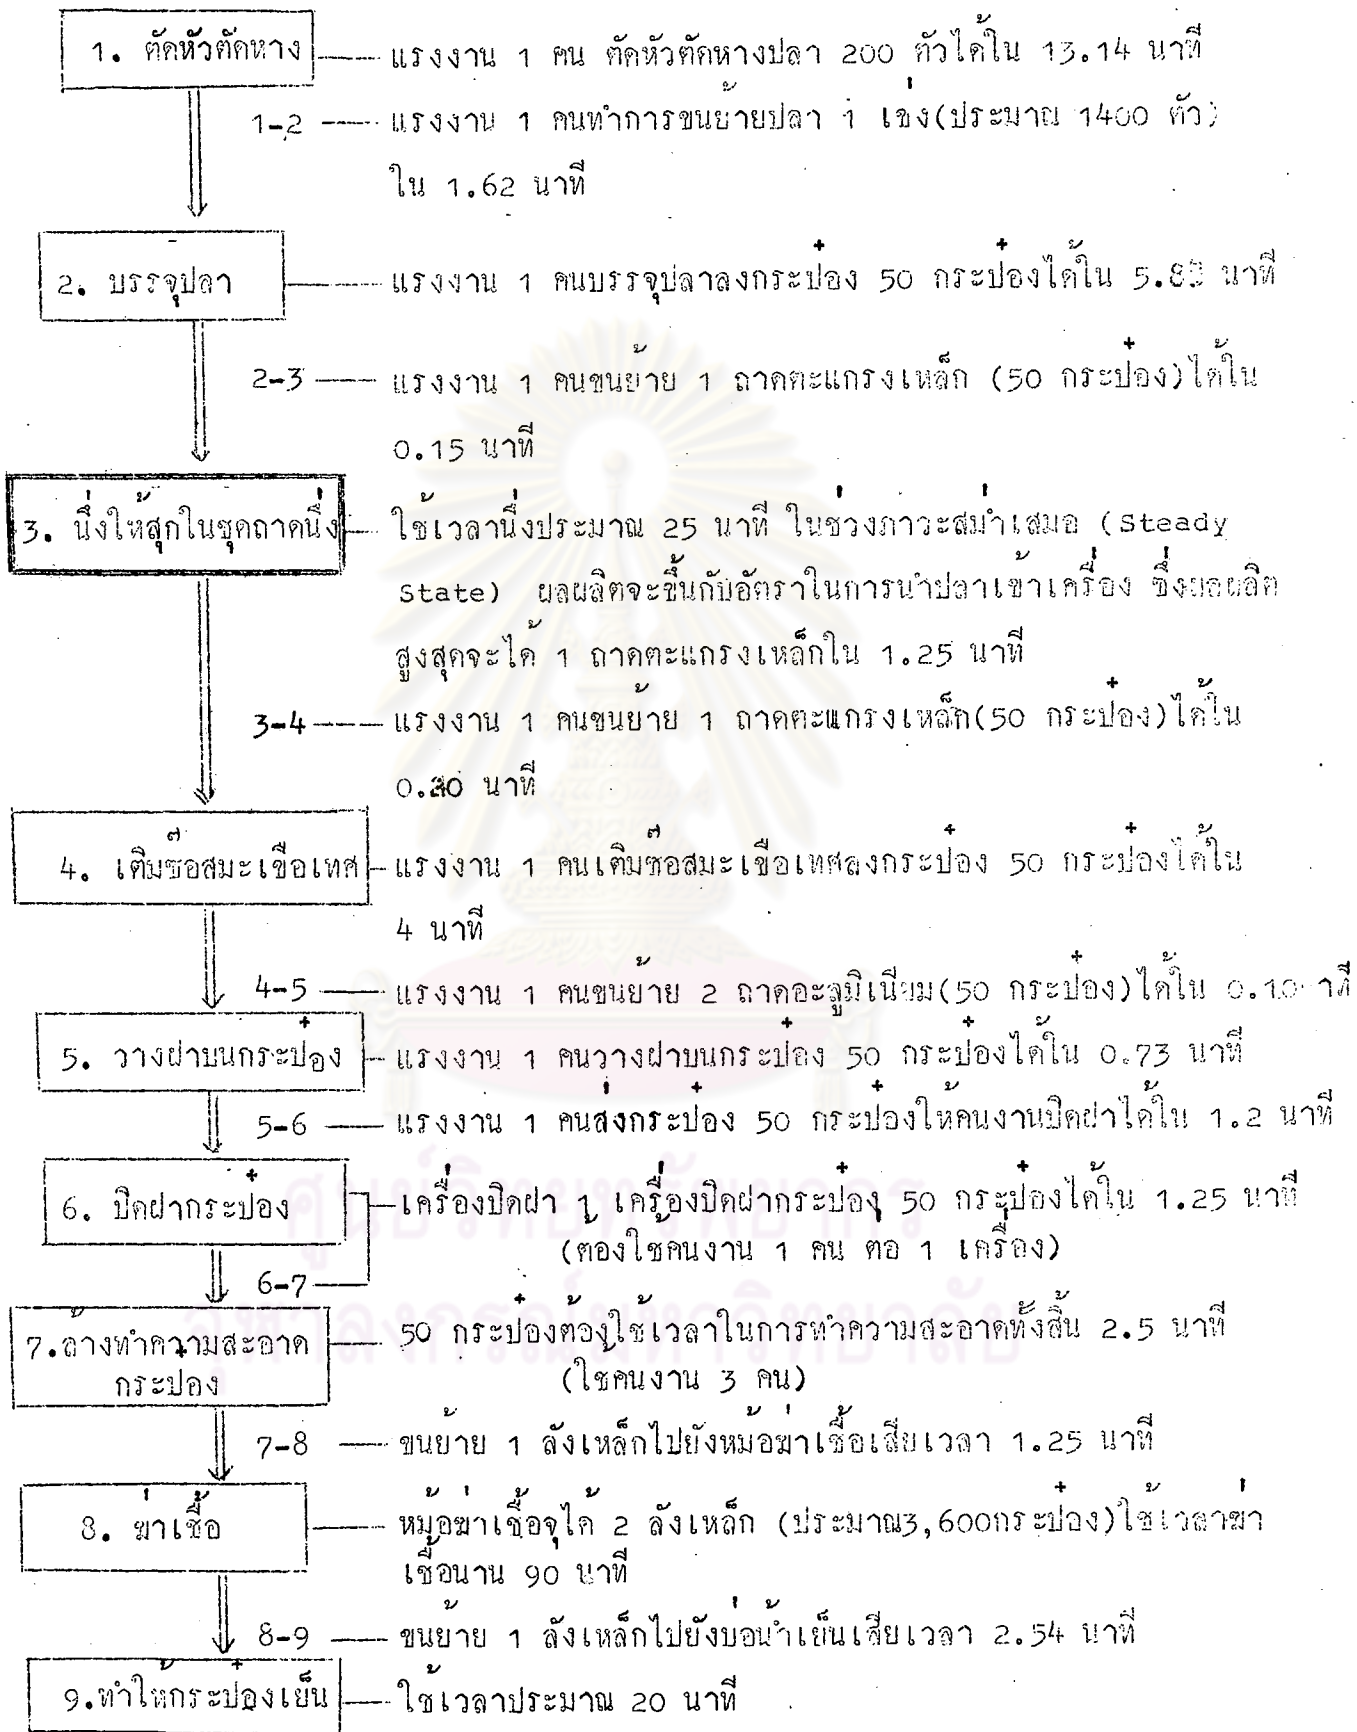 1. ตัดหัวตัดหาง แรงงาน 1 คน ตัดหัวตัดหางปลา 200 ตัวได้ใน 13.14 นาที
1-2 แรงงาน 1 คนทำการขนย้ายปลา 1 เข่ง(ประมาณ 1400 ตัว)
ใน 1.62 นาที
2. บรรจุปลา แรงงาน 1 คนบรรจุปลาลงกระป๋อง 50 กระป๋องได้ใน นาที
2-3 แรงงาน 1 คนขนย้าย 1 ถาดตะแกรงเหล็ก (50 กระป๋อง)ได้ใน
0.15 นาที
3. นึ่งให้สุกในชุดถาดนึ่ง ใช้เวลานึ่งประมาณ 25 นาที ในช่วงภาวะสม่ำเสมอ (Steady
State) ผลผลิตจะขึ้นกับอัตราในการนำปลาเข้าเครื่อง ซึ่งผลผลิต
สูงสุดจะได้ 1 ถาดตะแกรงเหล็กใน 1.25 นาที
3-4 แรงงาน 1 คนขนย้าย 1 ถาดตะแกรงเหล็ก(50 กระป๋อง)ได้ใน
นาที
4. เติมซ๊อสมะเขือเทศ แรงงาน 1 คนเติมซ๊อสมะเขือเทศลงกระป๋อง 50 กระป๋องได้ใน
4 นาที
4-5 แรงงาน 1 คนขนย้าย 2 ถาดอะลูมิเนียม(50 กระป๋อง)ได้ใน 0.10
5. วางฝาบนกระป๋อง แรงงาน 1 คนวางฝาบนกระป๋อง 50 กระป๋องได้ใน 0.73 นาที
5-6 แรงงาน 1 คนส่งกระป๋อง 50 กระป๋องให้คนงานปิดฝาได้ใน 1.2 นาที
6. ปิดฝากระป๋อง เครื่องปิดฝา 1 เครื่องปิดฝากระป๋อง 50 กระป๋องได้ใน 1.25 นาที
(ต้องใช้คนงาน 1 คน ต่อ 1 เครื่อง)
6-7
7.ล้างทำความสะอาด 50 กระป๋องต้องใช้เวลาในการทำความสะอาดทั้งสิ้น 2.5 นาที
กระป๋อง (ใช้คนงาน 3 คน)
7-8 ขนย้าย 1 ลังเหล็กไปยังหม้อฆ่าเชื้อเสียเวลา 1.25 นาที
8. ฆ่าเชื้อ หม้อฆ่าเชื้อจุได้ 2 ลังเหล็ก (ประมาณ3,600กระป๋อง)ใช้เวลาฆ่า
เชื้อนาน 90 นาที
8-9 ขนย้าย 1 ลังเหล็กไปยังบ่อน้ำเย็นเสียเวลา 2.54 นาที
9.ทำให้กระป๋องเย็น ใช้เวลาประมาณ 20 นาที
ศูนย์วิทยทรัพยากร
จุฬาลงกรณ์มหาวิทยาลัย